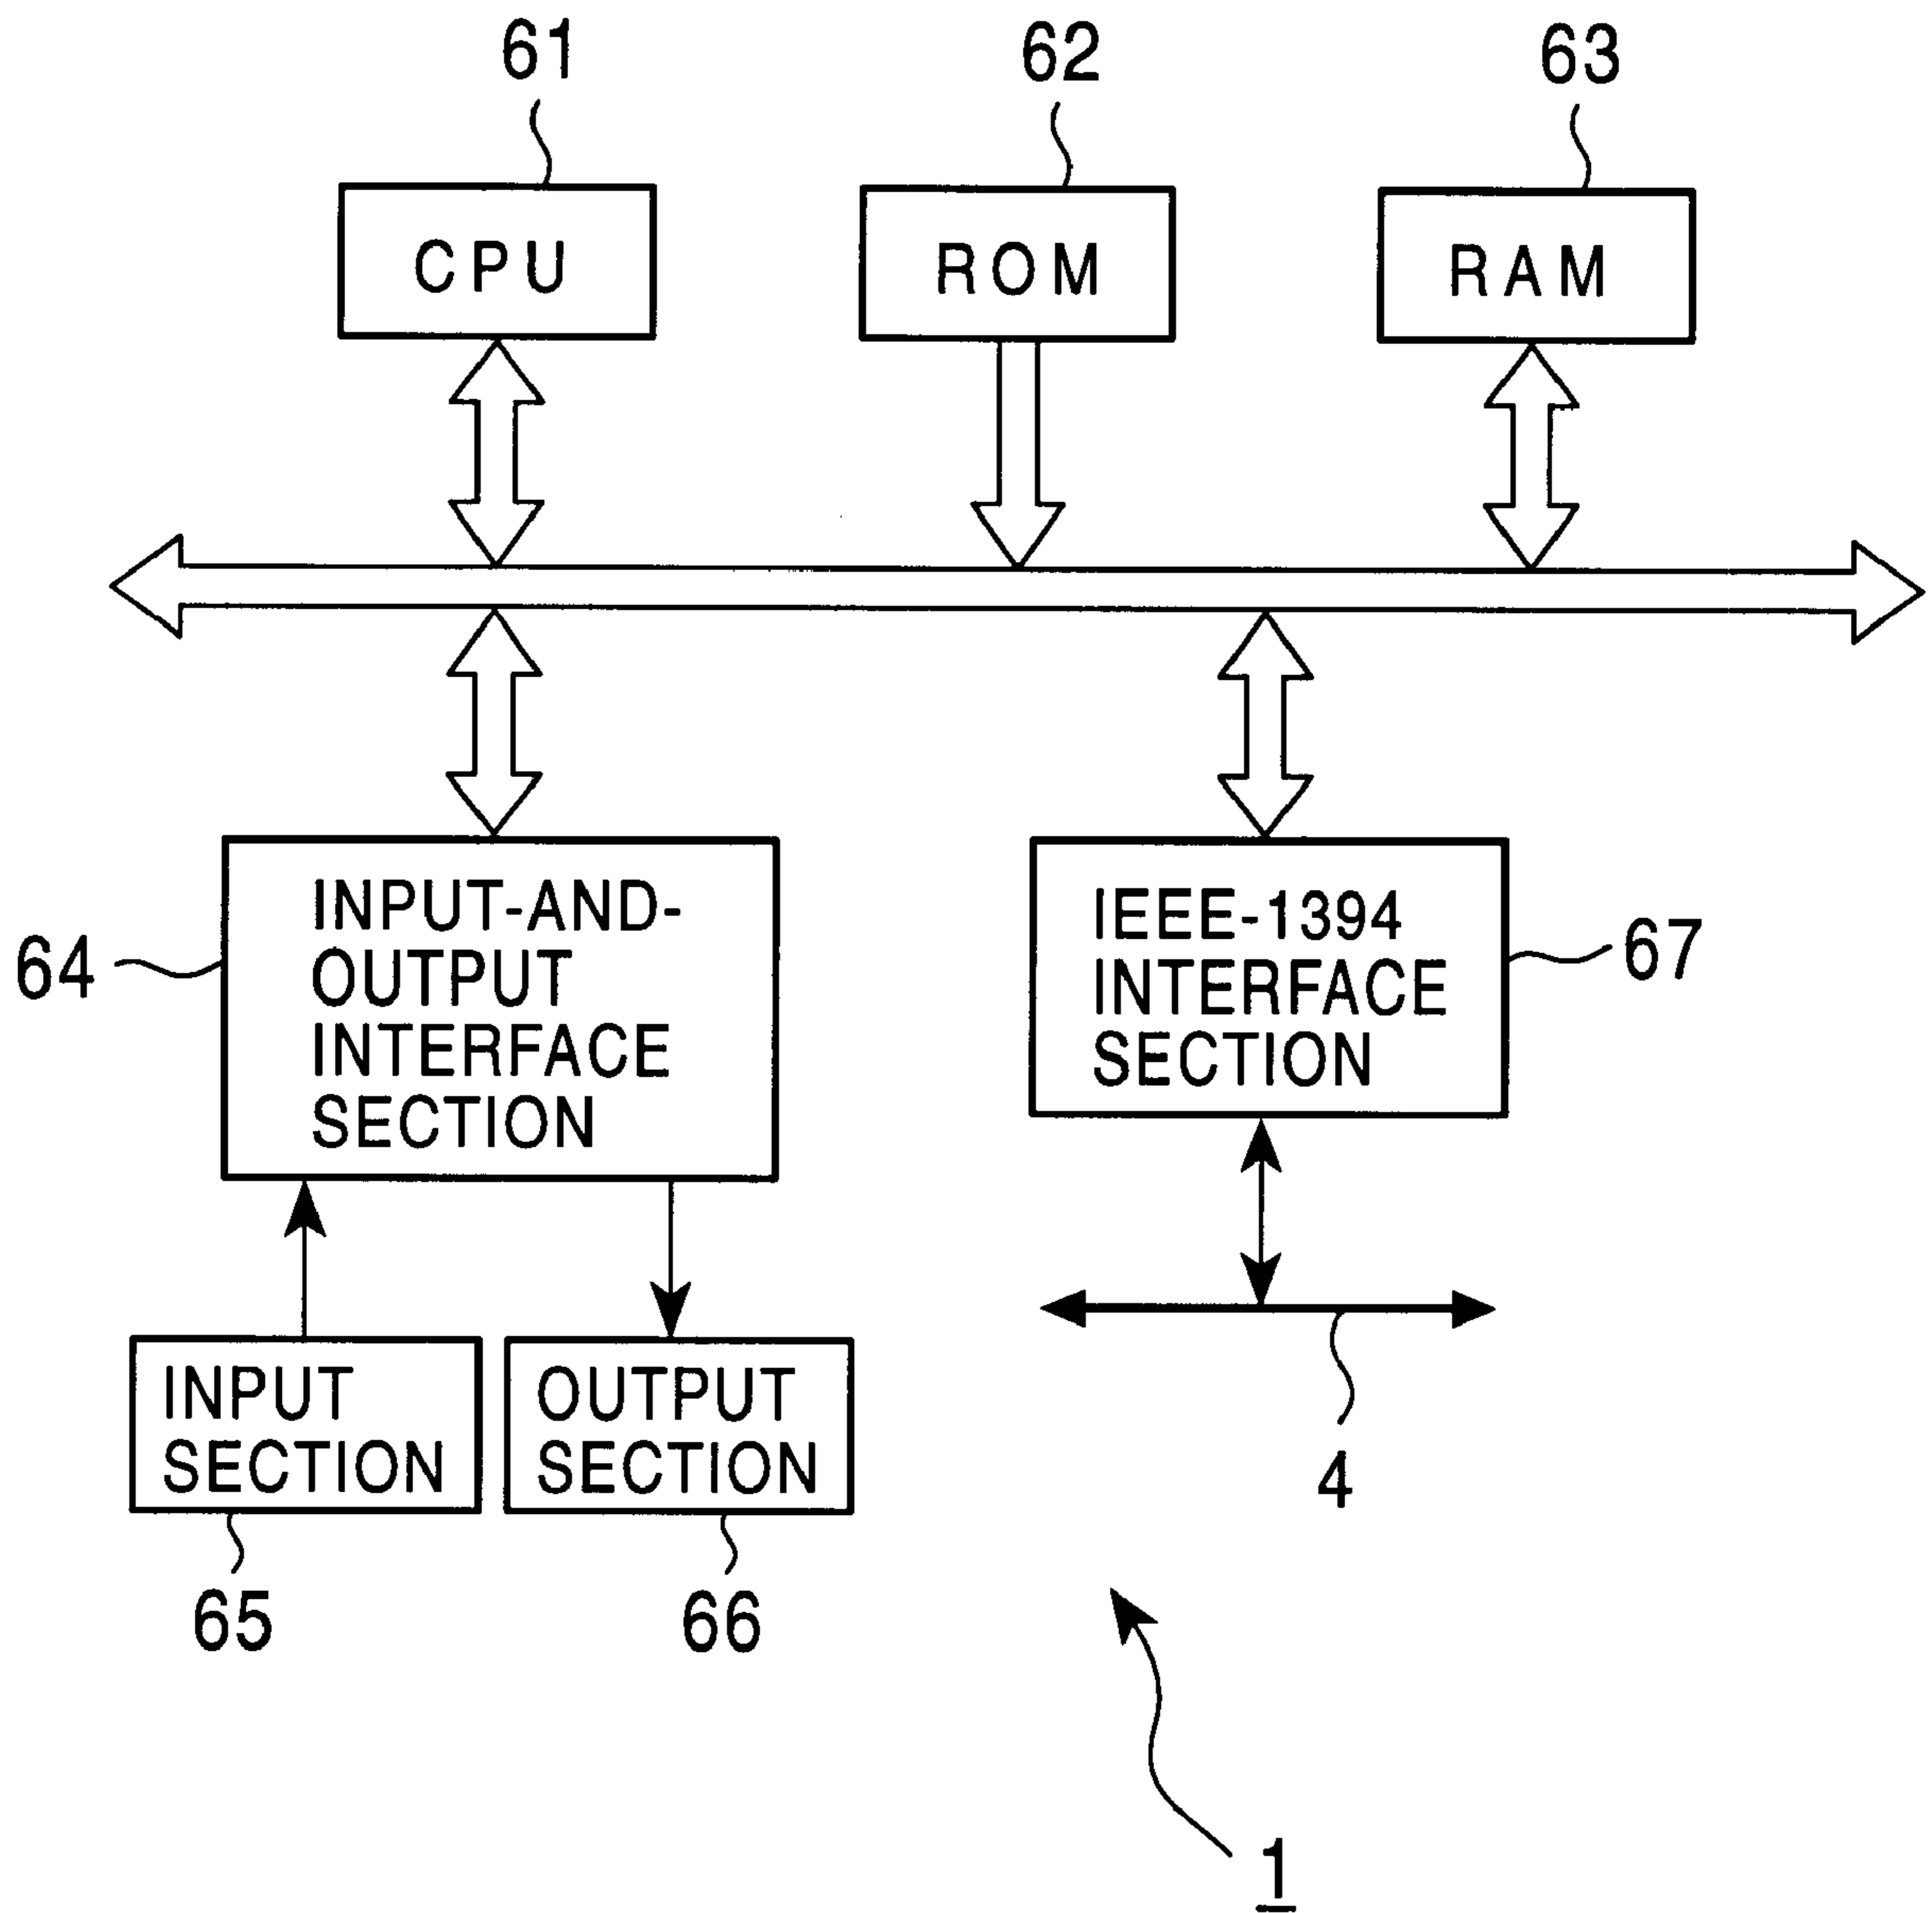 61
62
63
CPU
ROM
RAM
INPUT-AND-
OUTPUT
INTERFACE
SECTION
64
IEEE-1394
INTERFACE
SECTION
67
INPUT
SECTION
OUTPUT
SECTION
4
65
66
1